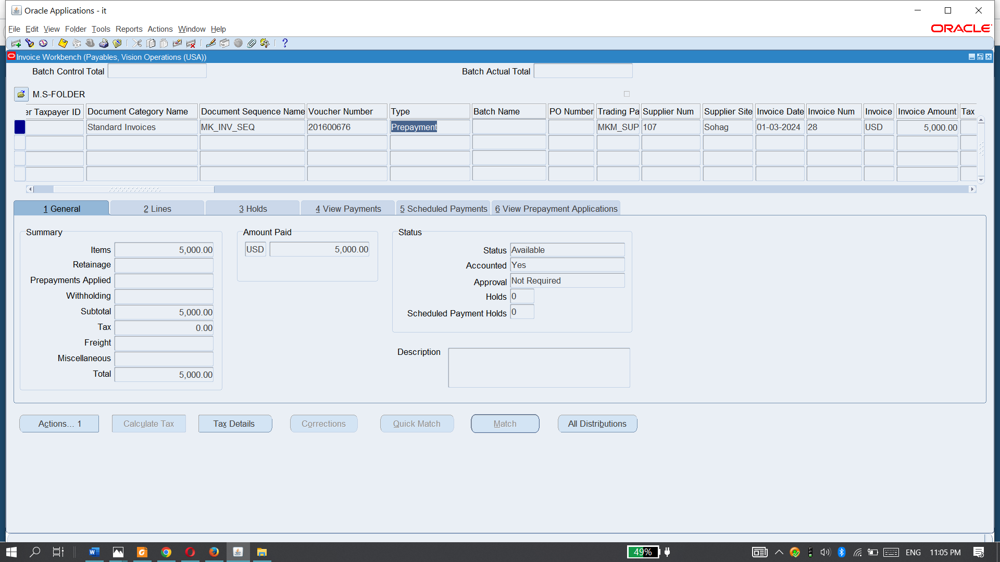 Oracle Applications - it
File Edit View Folder Tools Reports Actions Window Help
ORACLE
Invoice Workbench (Payables, Vision Operations (USA))
Batch Control Total
Batch Actual Total
M.S-FOLDER
er Taxpayer ID Document Category Name Document Sequence Name Voucher Number Type Batch Name PO Number Trading Pa Supplier Num Supplier Site Invoice Date Invoice Num Invoice Invoice Amount Tax
Standard Invoices MK_INV_SEQ 201600676 Prepayment MKM_SUP 107 Sohag 01-03-2024 28 USD 5,000.00
1 General 2 Lines 3 Holds 4 View Payments 5 Scheduled Payments 6 View Prepayment Applications
Summary
Items 5,000.00
Retainage
Prepayments Applied
Withholding
Subtotal 5,000.00
Tax 0.00
Freight
Miscellaneous
Total 5,000.00
Amount Paid
USD 5,000.00
Status
Status Available
Accounted Yes
Approval Not Required
Holds 0
Scheduled Payment Holds 0
Description
Actions... 1 Calculate Tax Tax Details Corrections Quick Match Match All Distributions
49% ENG 11:05 PM